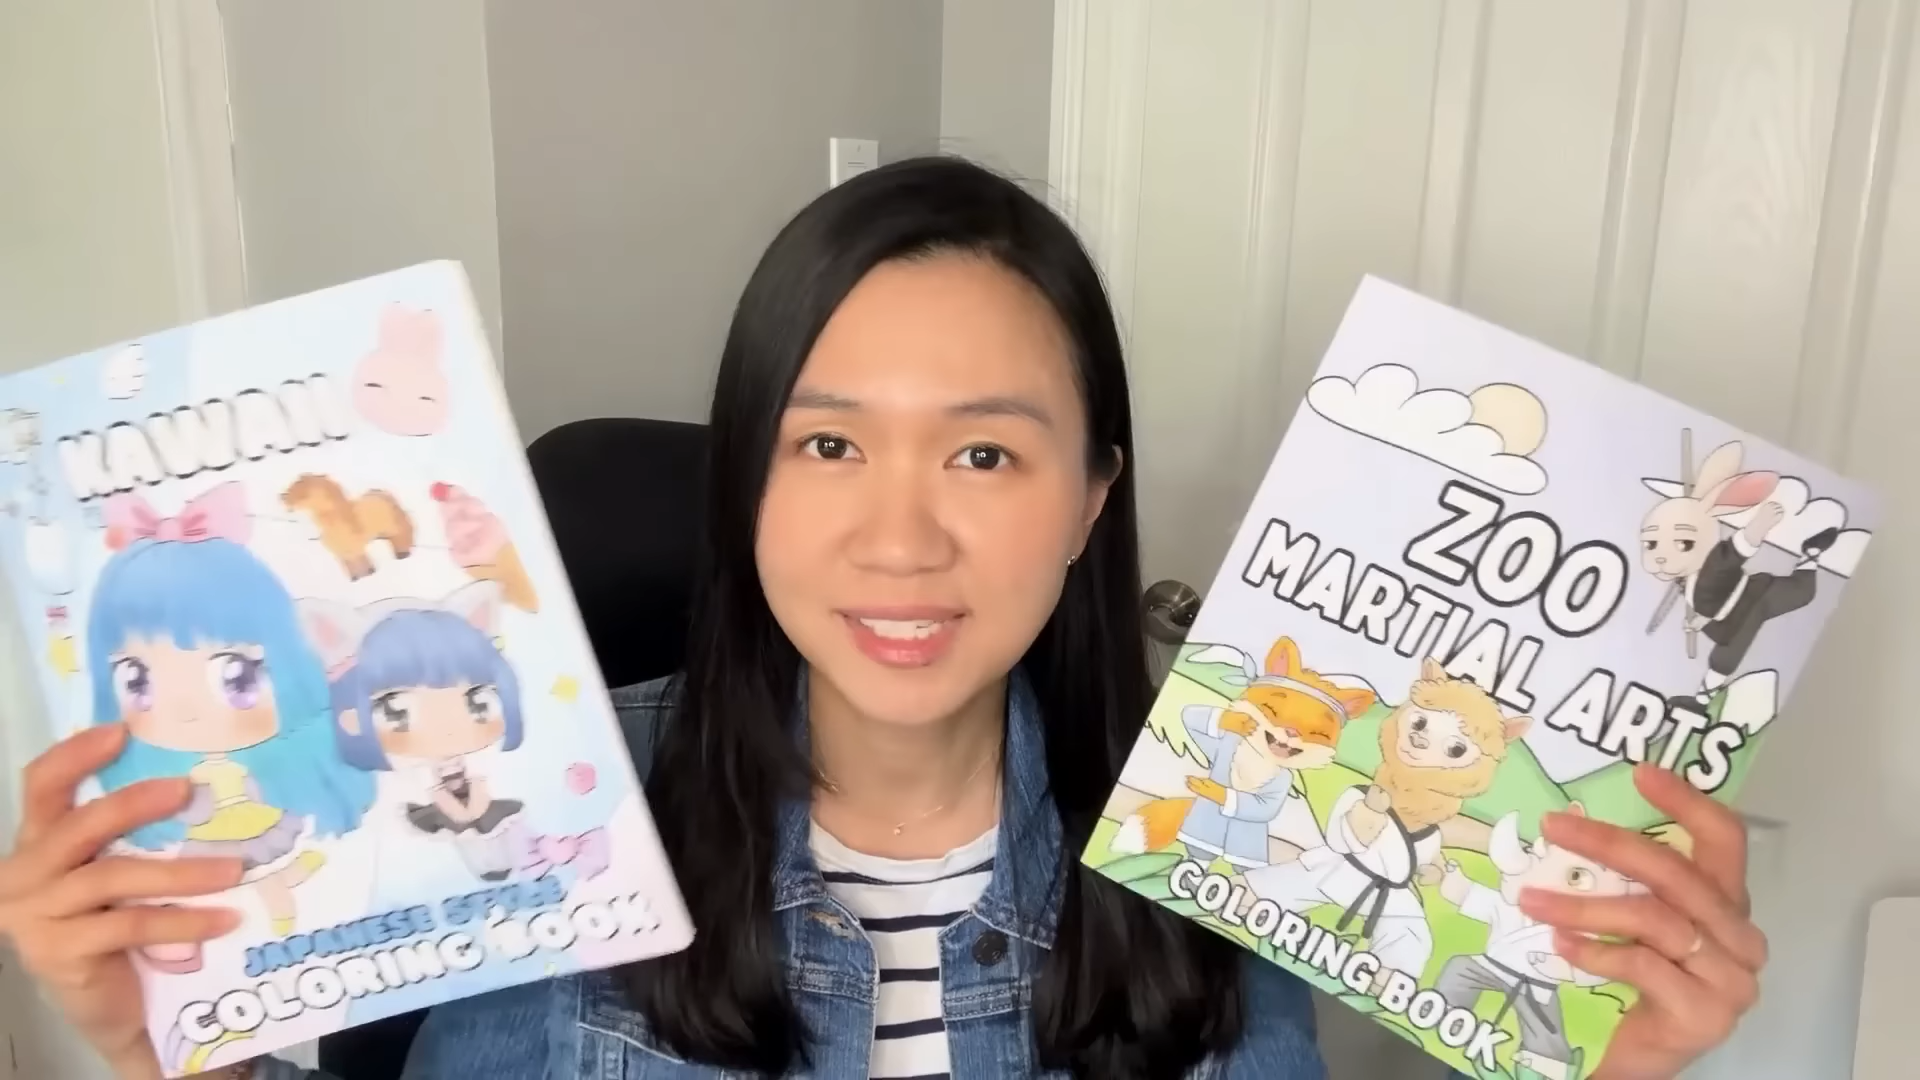 KAWAII
JAPANESE STYLE
COLORING BOOK
ZOO
MARTIAL ARTS
COLORING BOOK